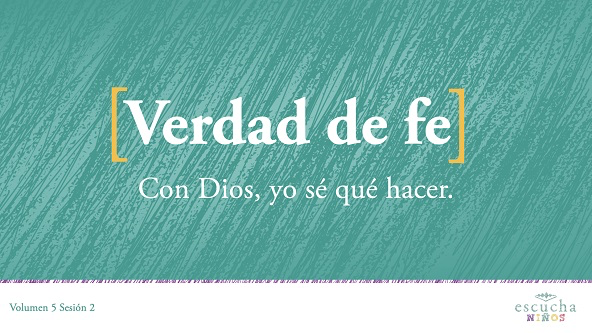 [Verdad de fe]
Con Dios, yo sé qué hacer.
Volumen 5 Sesión 2
escucha
NIÑOS